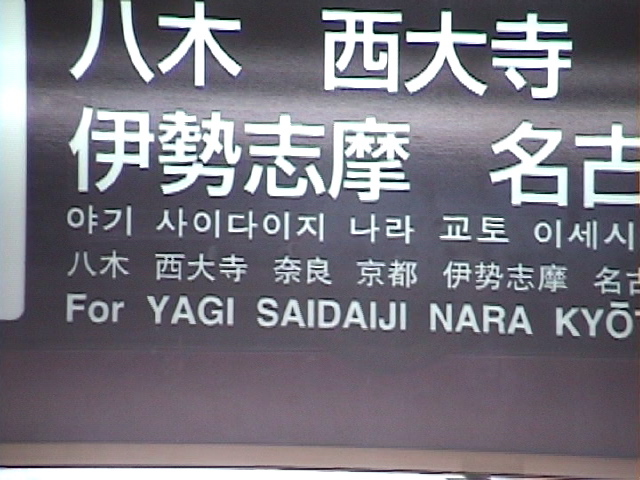 八木 西大寺
伊勢志摩 名古
야기 사이다이지 나라 교토 이세시
八木 西大寺 奈良 京都 伊势志摩 名古
For YAGI SAIDAIJI NARA KYŌT